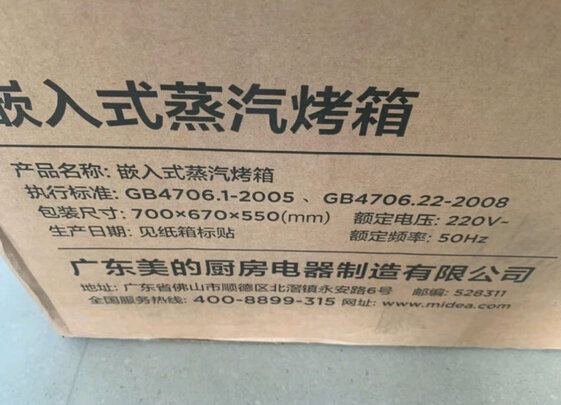 嵌入式蒸汽烤箱
产品名称: 嵌入式蒸汽烤箱
执行标准: GB4706.1-2005 、GB4706.22-2008
包装尺寸: 700×670×550(mm) 额定电压: 220V~
生产日期: 见纸箱标贴 额定频率: 50Hz
广东美的厨房电器制造有限公司
地址: 广东省佛山市顺德区北滘镇永安路6号 邮编: 528311
全国服务热线: 400-8899-315 网址: www.midea.com